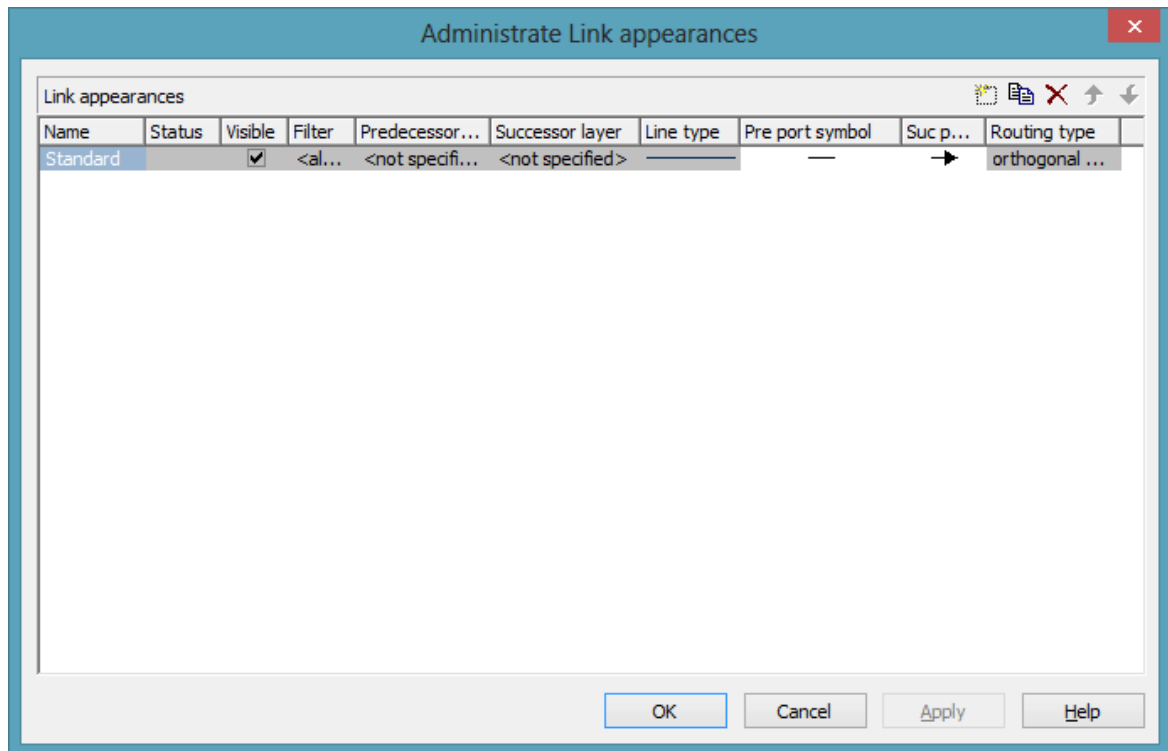 Administrate Link appearances
Link appearances
Name Status Visible Filter Predecessor... Successor layer Line type Pre port symbol Suc p... Routing type
Standard <al... <not specifi... <not specified> orthogonal ...
OK Cancel Apply Help